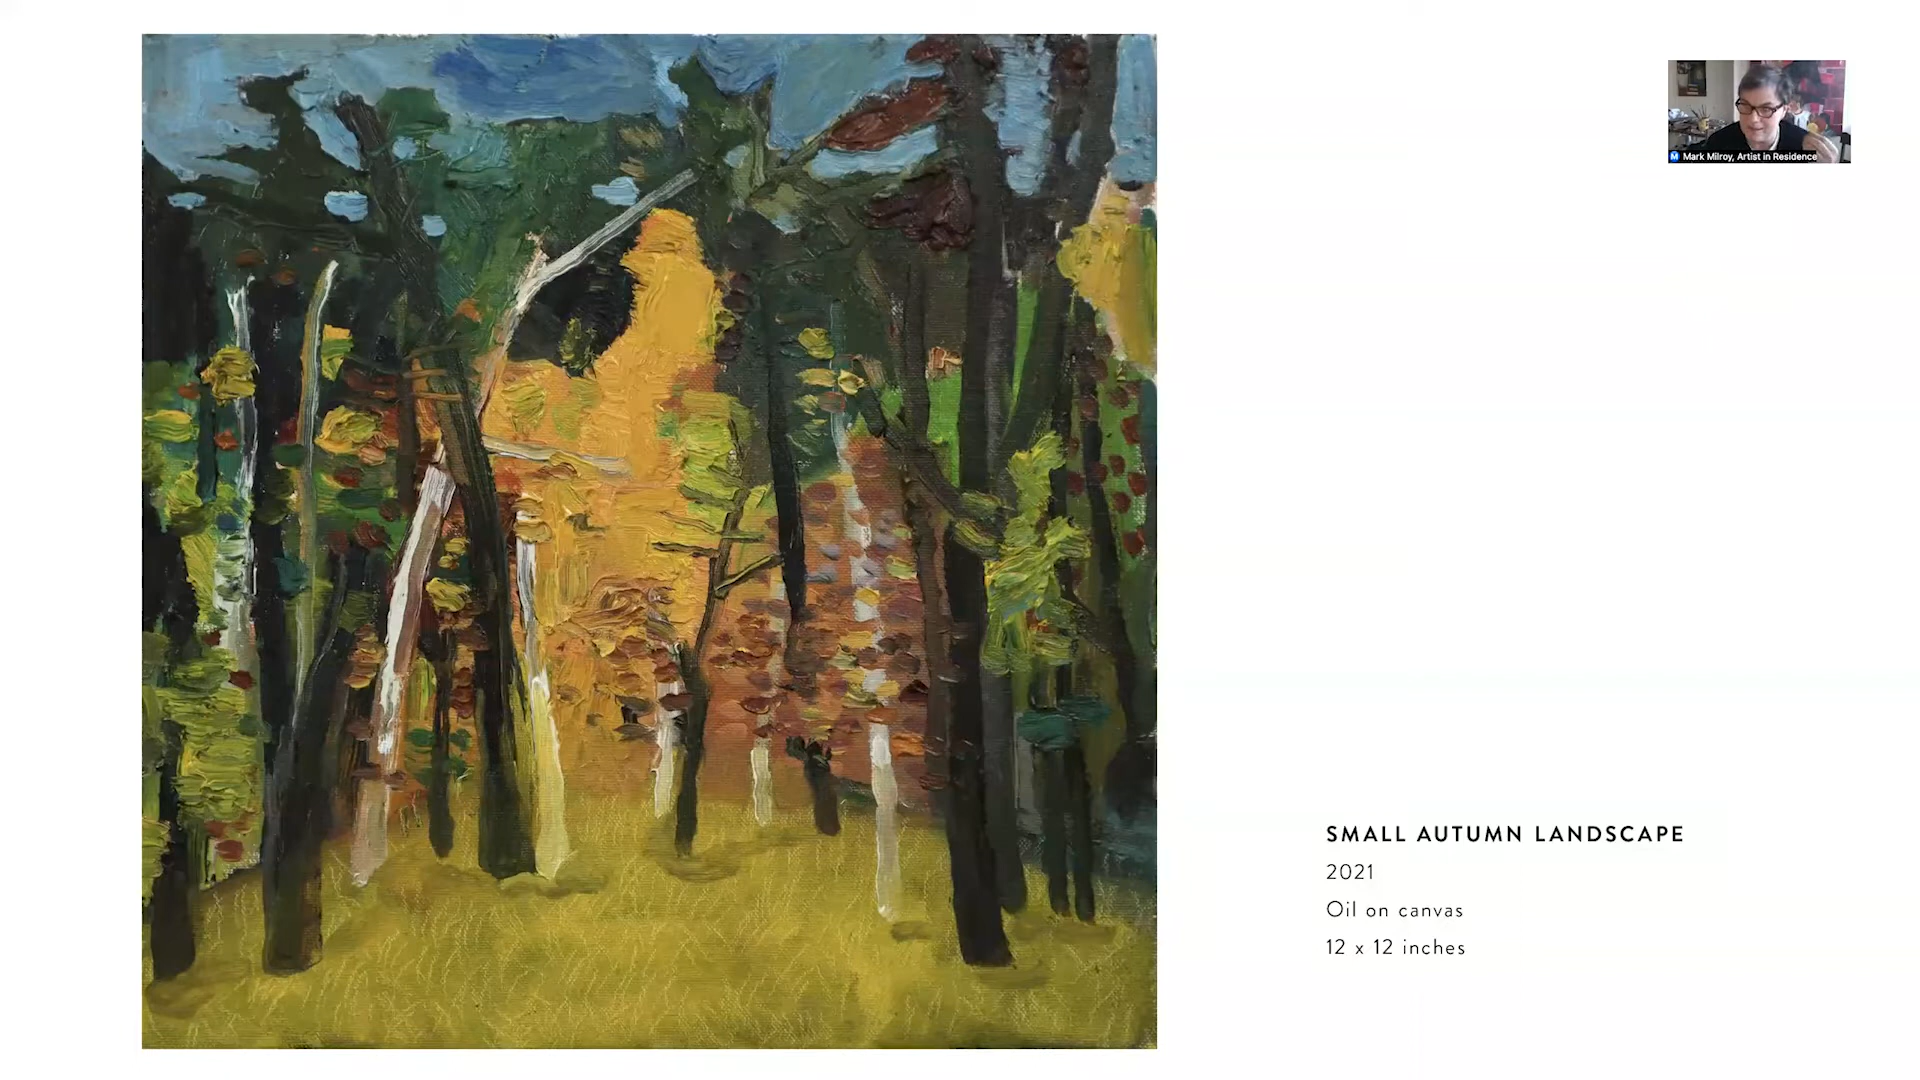 M Mark Milroy, Artist in Residence
SMALL AUTUMN LANDSCAPE
2021
Oil on canvas
12 x 12 inches